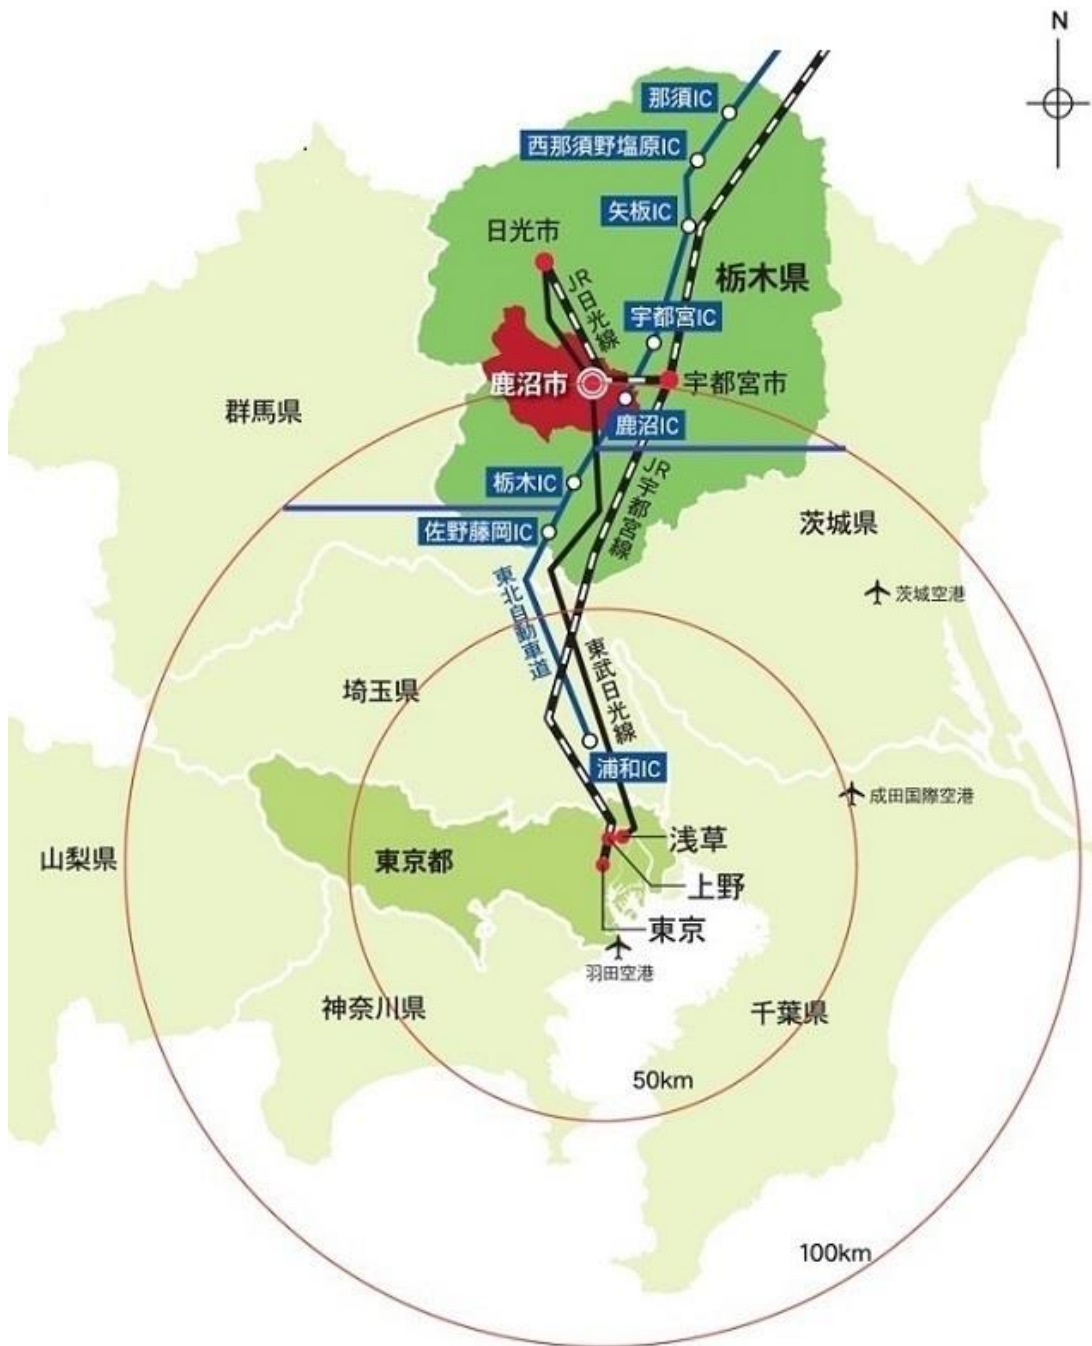 N
那須IC
西那須野塩原IC
矢板IC
日光市
栃木県
JR日光線
宇都宮IC
鹿沼市
宇都宮市
鹿沼IC
群馬県
栃木IC
JR宇都宮線
佐野藤岡IC
茨城県
東北自動車道
茨城空港
埼玉県
東武日光線
浦和IC
成田国際空港
山梨県
東京都
浅草
上野
東京
羽田空港
神奈川県
千葉県
50km
100km